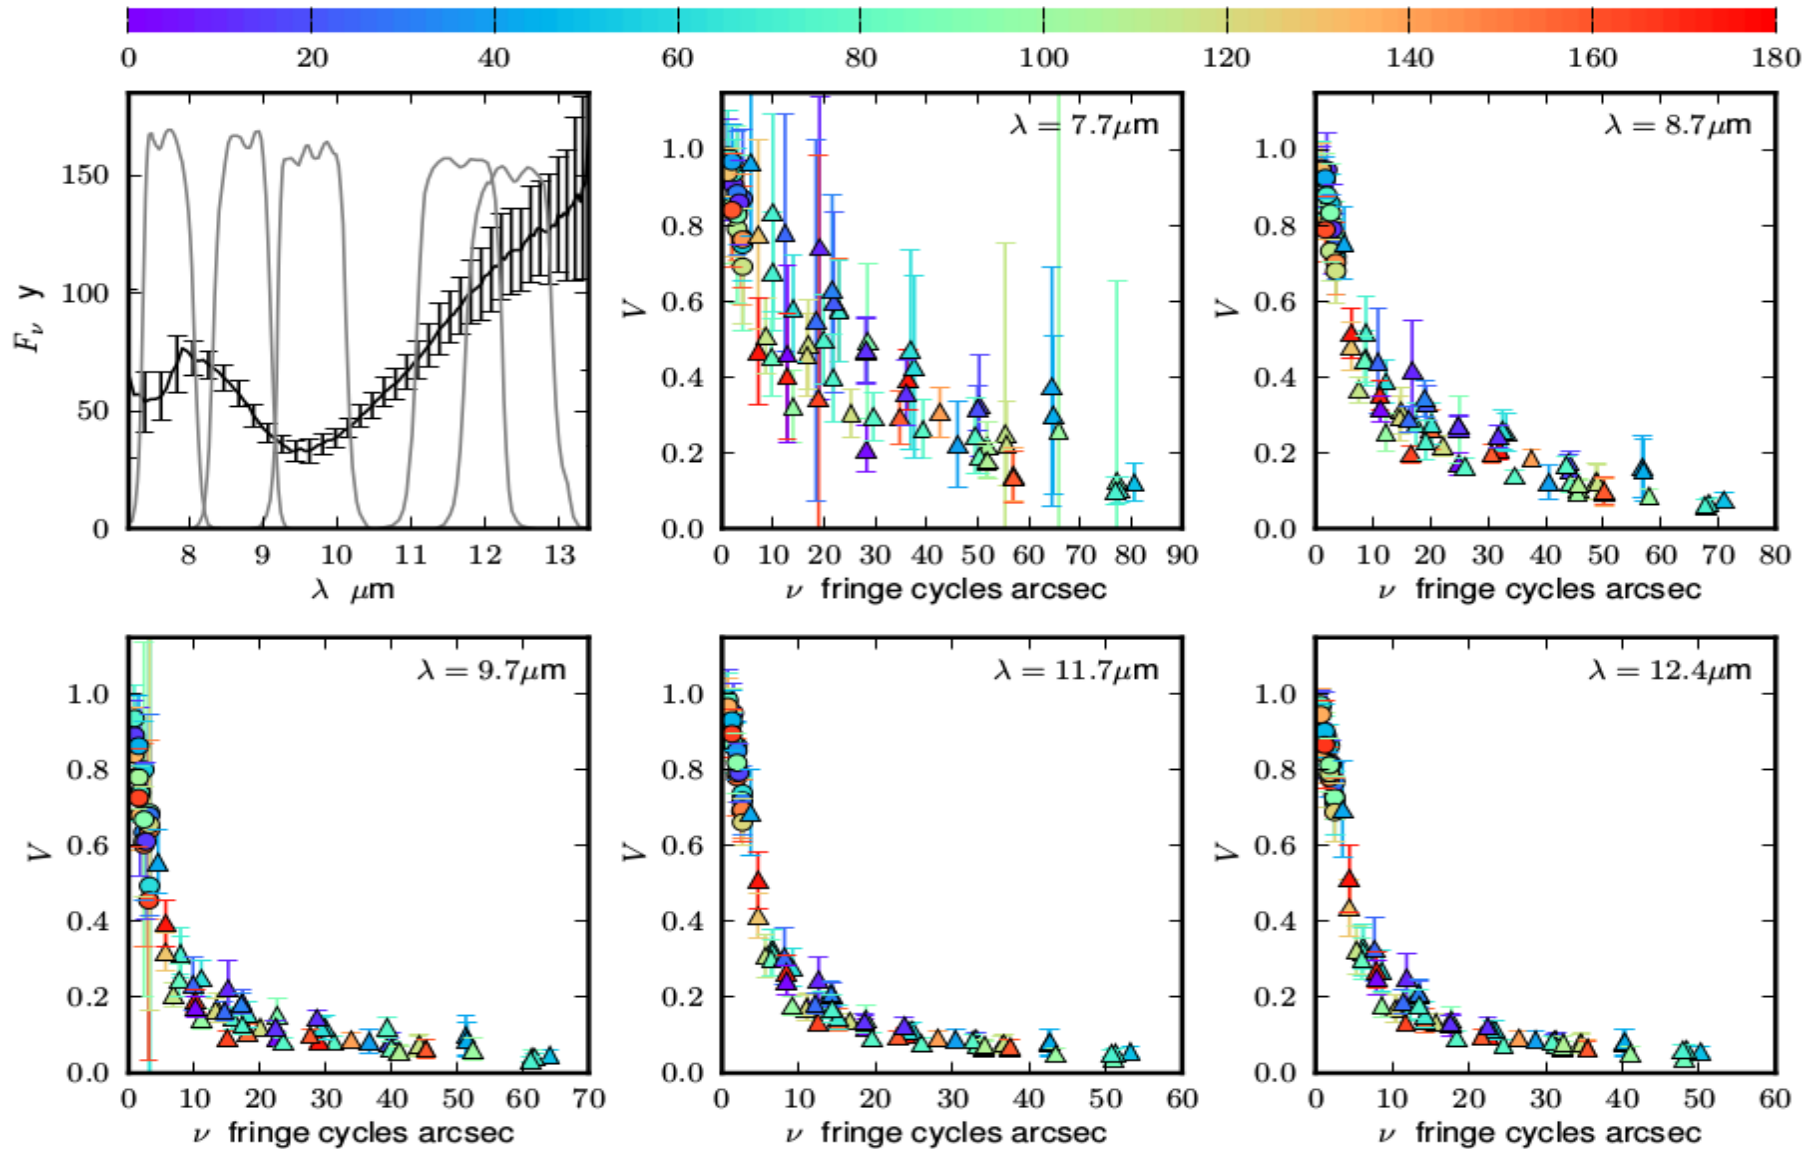 0 20 40 60 80 100 120 140 160 180
150
100
50
0
F_ν y
8 9 10 11 12 13
λ μm
λ = 7.7μm
1.0
0.8
0.6
0.4
0.2
0.0
V
0 10 20 30 40 50 60 70 80 90
ν fringe cycles arcsec
λ = 8.7μm
1.0
0.8
0.6
0.4
0.2
0.0
V
0 10 20 30 40 50 60 70 80
ν fringe cycles arcsec
λ = 9.7μm
1.0
0.8
0.6
0.4
0.2
0.0
V
0 10 20 30 40 50 60 70
ν fringe cycles arcsec
λ = 11.7μm
1.0
0.8
0.6
0.4
0.2
0.0
V
0 10 20 30 40 50 60
ν fringe cycles arcsec
λ = 12.4μm
1.0
0.8
0.6
0.4
0.2
0.0
V
0 10 20 30 40 50 60
ν fringe cycles arcsec